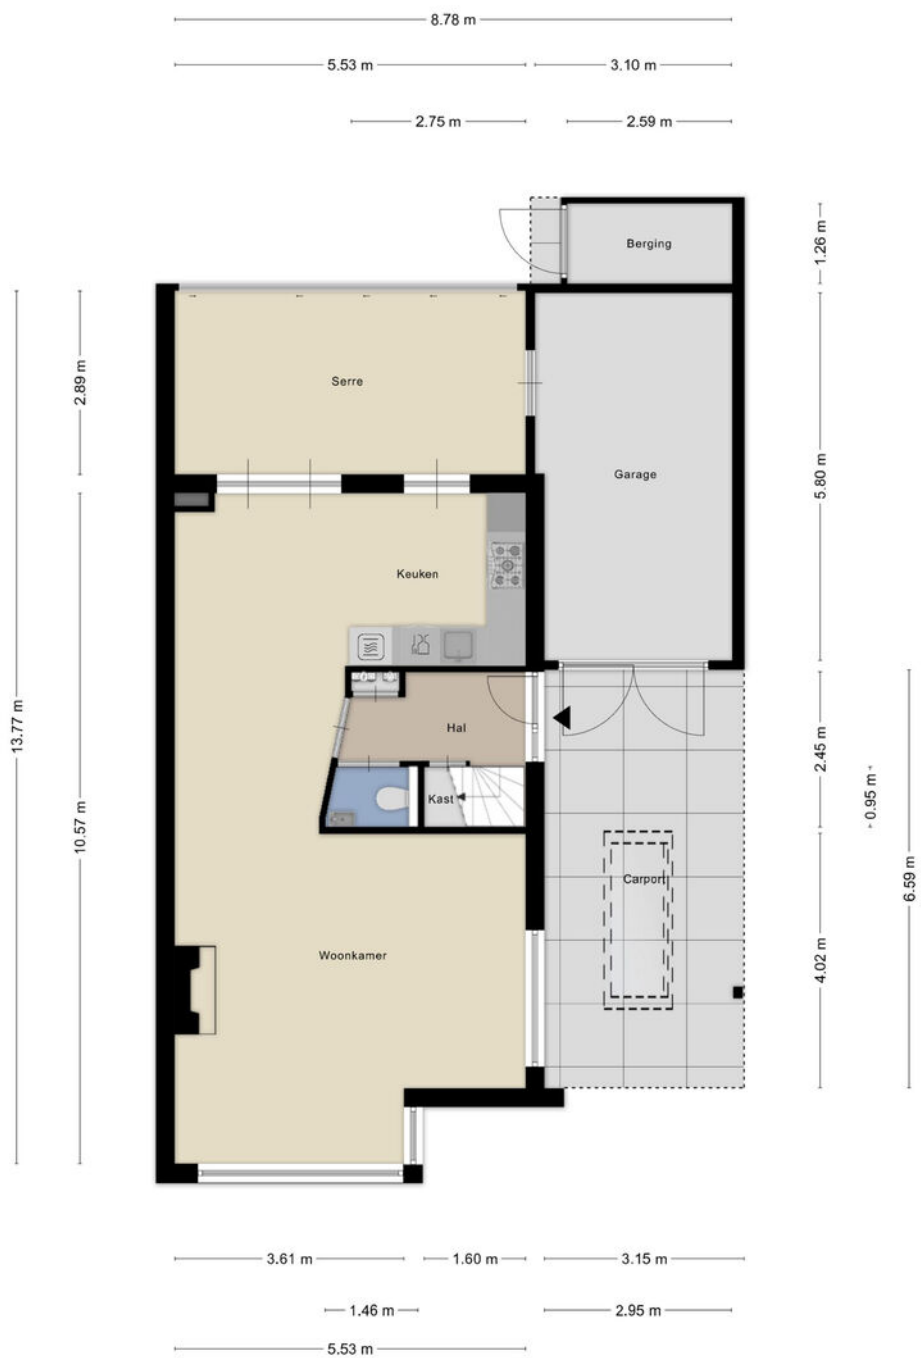 8.78 m
5.53 m
3.10 m
2.75 m
2.59 m
Berging
1.26 m
2.89 m
Serre
Garage
5.80 m
Keuken
13.77 m
Hal
2.45 m
Kast
0.95 m
10.57 m
Carport
6.59 m
Woonkamer
4.02 m
3.61 m
1.60 m
3.15 m
1.46 m
2.95 m
5.53 m